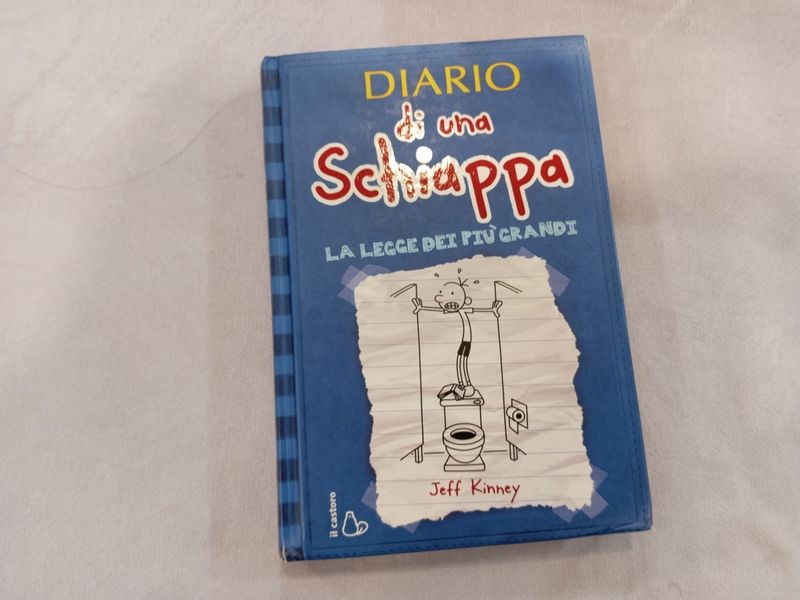 DIARIO
di una
Schiappa
LA LEGGE DEI PIÙ GRANDI
Jeff Kinney
il castoro